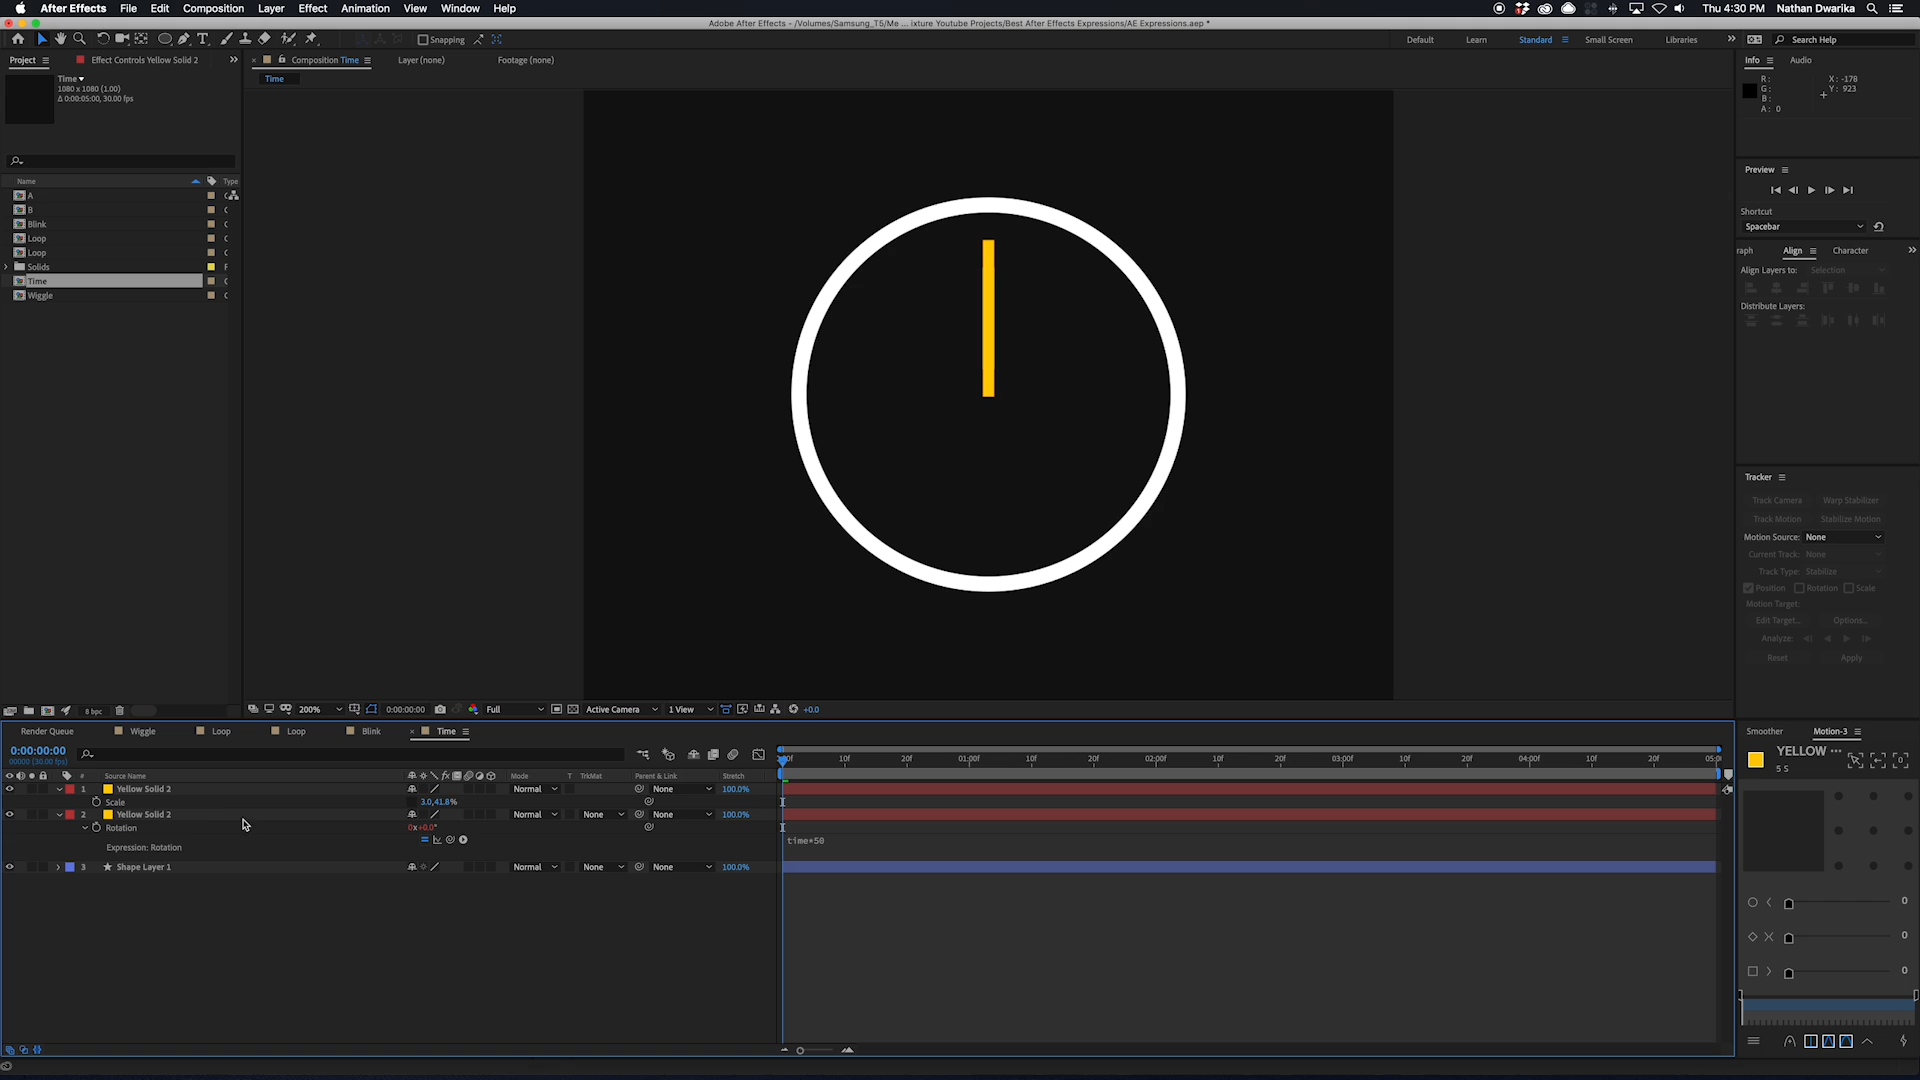 After Effects File Edit Composition Layer Effect Animation View Window Help Thu 4:30 PM Nathan Dwarika
Adobe After Effects - /Volumes/Samsung_T5/Me ... ixture Youtube Projects/Best After Effects Expressions/AE Expressions.aep *
Snapping Default Learn Standard Small Screen Libraries Search Help
Project Effect Controls Yellow Solid 2 Composition Time Layer (none) Footage (none) Info Audio
Time
1080 x 1080 (1.00)
Δ 0:00:05:00, 30.00 fps
Time
R: X: -178
G: Y: 923
B:
A: 0
Preview
Name Type
A
B
Blink
Loop
Loop
Solids
Time
Wiggle
Shortcut
Spacebar
raph Align Character
Align Layers to: Selection
Distribute Layers:
Tracker
Track Camera Warp Stabilizer
Track Motion Stabilize Motion
Motion Source: None
Current Track: None
Track Type: Stabilize
Position Rotation Scale
Motion Target:
Edit Target... Options...
Analyze:
Reset Apply
8 bpc 200% 0:00:00:00 Full Active Camera 1 View +0.0
Render Queue Wiggle Loop Loop Blink Time
Smoother Motion-3
0:00:00:00
00000 (30.00 fps)
YELLOW ...
5 S
10f 20f 01:00f 10f 20f 02:00f 10f 20f 03:00f 10f 20f 04:00f 10f 20f 05:0
# Source Name Mode T TrkMat Parent & Link Stretch
1 Yellow Solid 2 Normal None 100.0%
Scale 3.0,41.8%
2 Yellow Solid 2 Normal None None 100.0%
Rotation 0x+0.0°
Expression: Rotation time*50
3 Shape Layer 1 Normal None None 100.0%
0
0
0